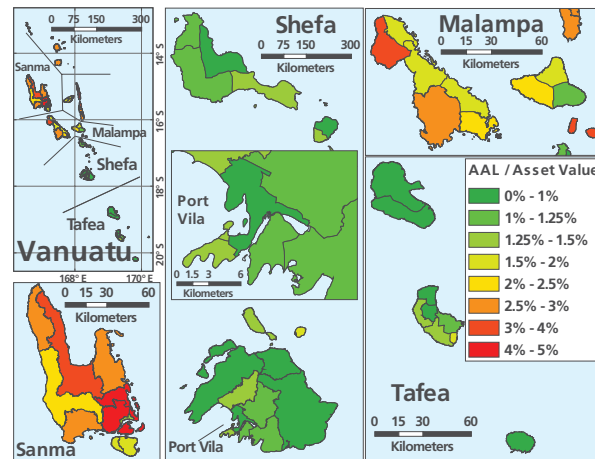 0 75 150 300
Kilometers
14° S
Sanma
16° S
Malampa
Shefa
18° S
Tafea
Vanuatu
20° S
168° E 170° E
0 15 30 60
Kilometers
Sanma
Shefa
0 75 150 300
Kilometers
Port
Vila
0 1.5 3 6
Kilometers
Port Vila
Malampa
0 15 30 60
Kilometers
AAL / Asset Value
0% - 1%
1% - 1.25%
1.25% - 1.5%
1.5% - 2%
2% - 2.5%
2.5% - 3%
3% - 4%
4% - 5%
Tafea
0 15 30 60
Kilometers